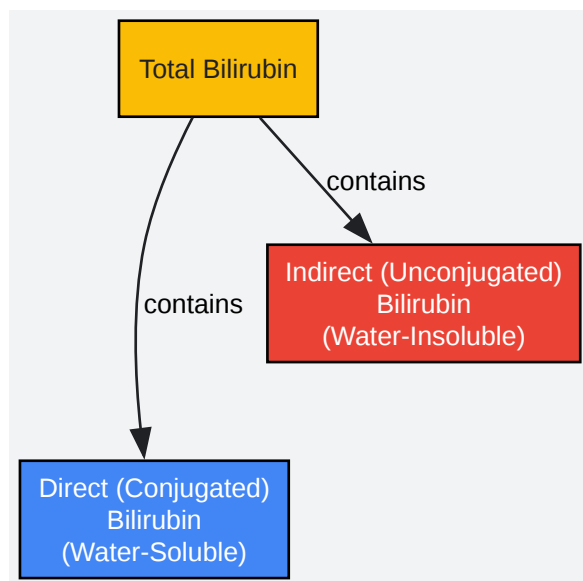 Total Bilirubin
contains
Indirect (Unconjugated)
Bilirubin
(Water-Insoluble)
contains
Direct (Conjugated)
Bilirubin
(Water-Soluble)